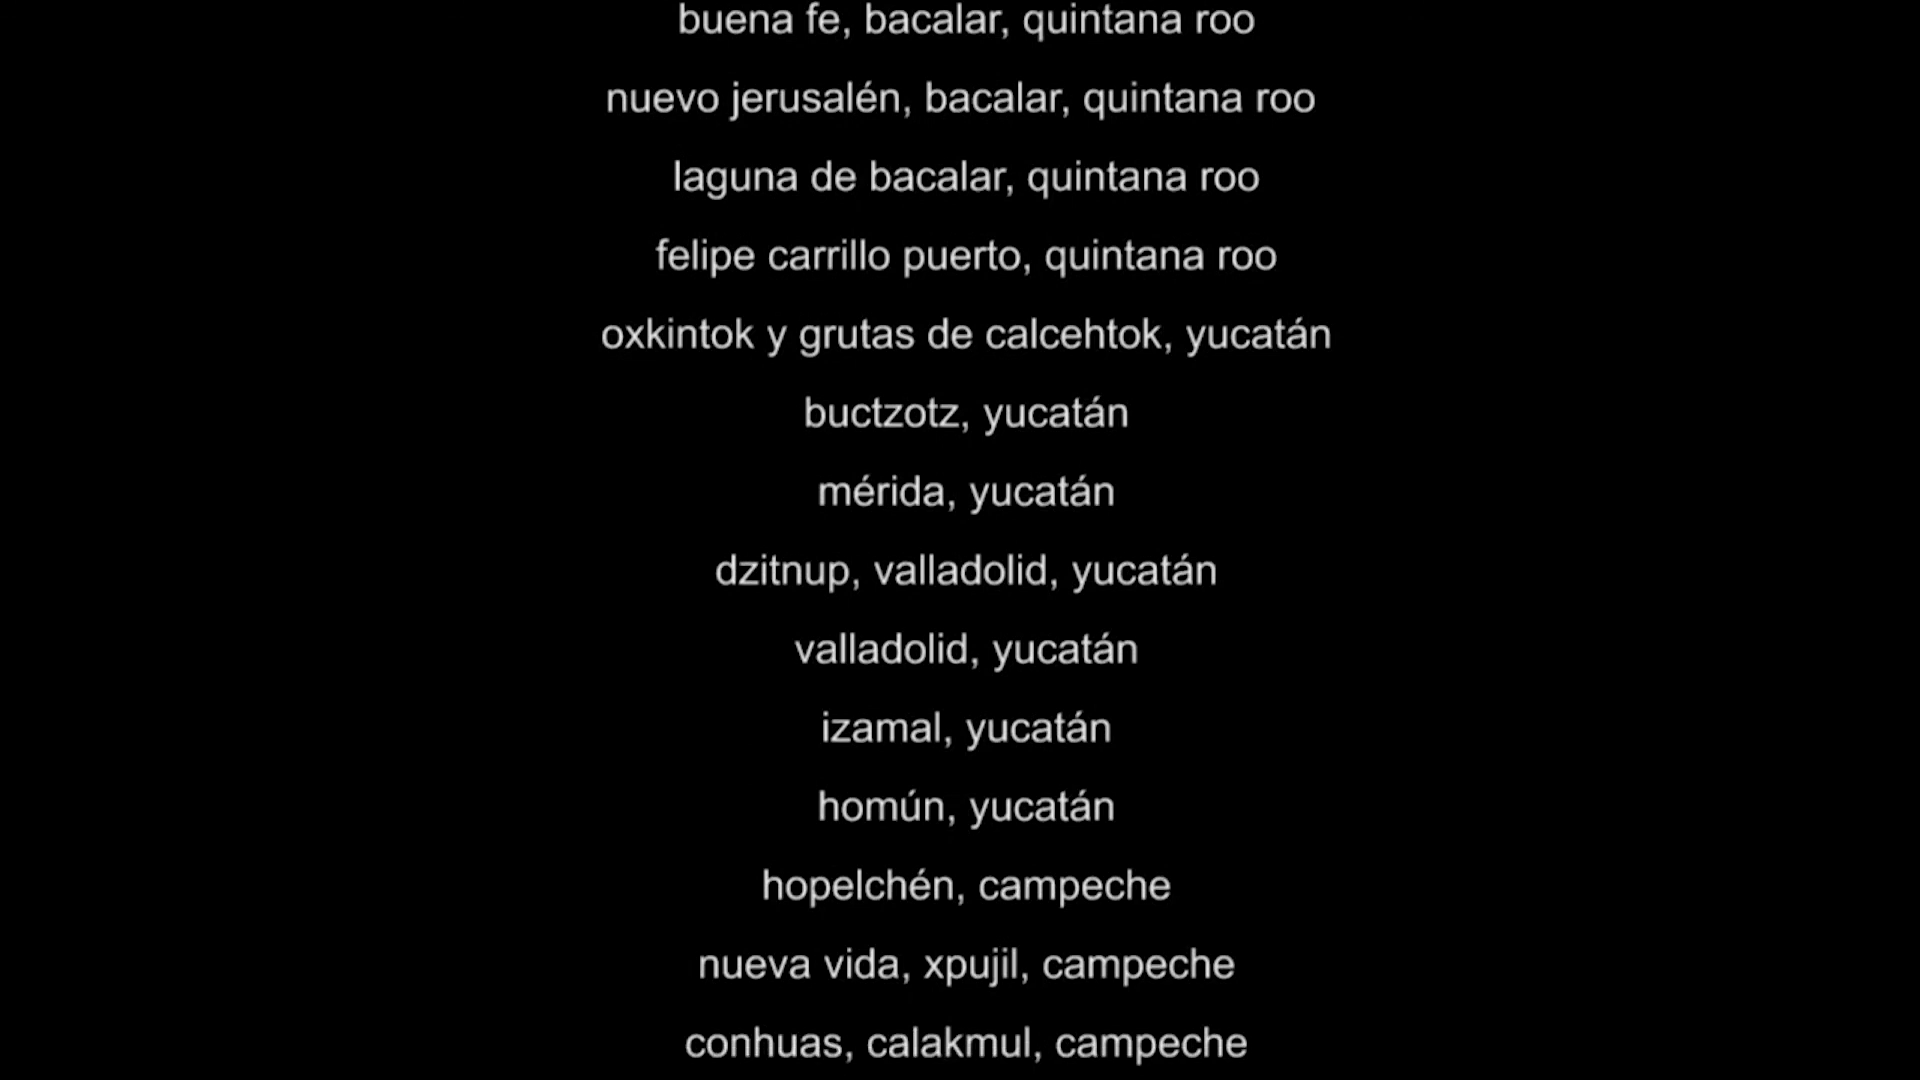 buena fe, bacalar, quintana roo
nuevo jerusalén, bacalar, quintana roo
laguna de bacalar, quintana roo
felipe carrillo puerto, quintana roo
oxkintok y grutas de calcehtok, yucatán
buctzotz, yucatán
mérida, yucatán
dzitnup, valladolid, yucatán
valladolid, yucatán
izamal, yucatán
homún, yucatán
hopelchén, campeche
nueva vida, xpujil, campeche
conhuas, calakmul, campeche